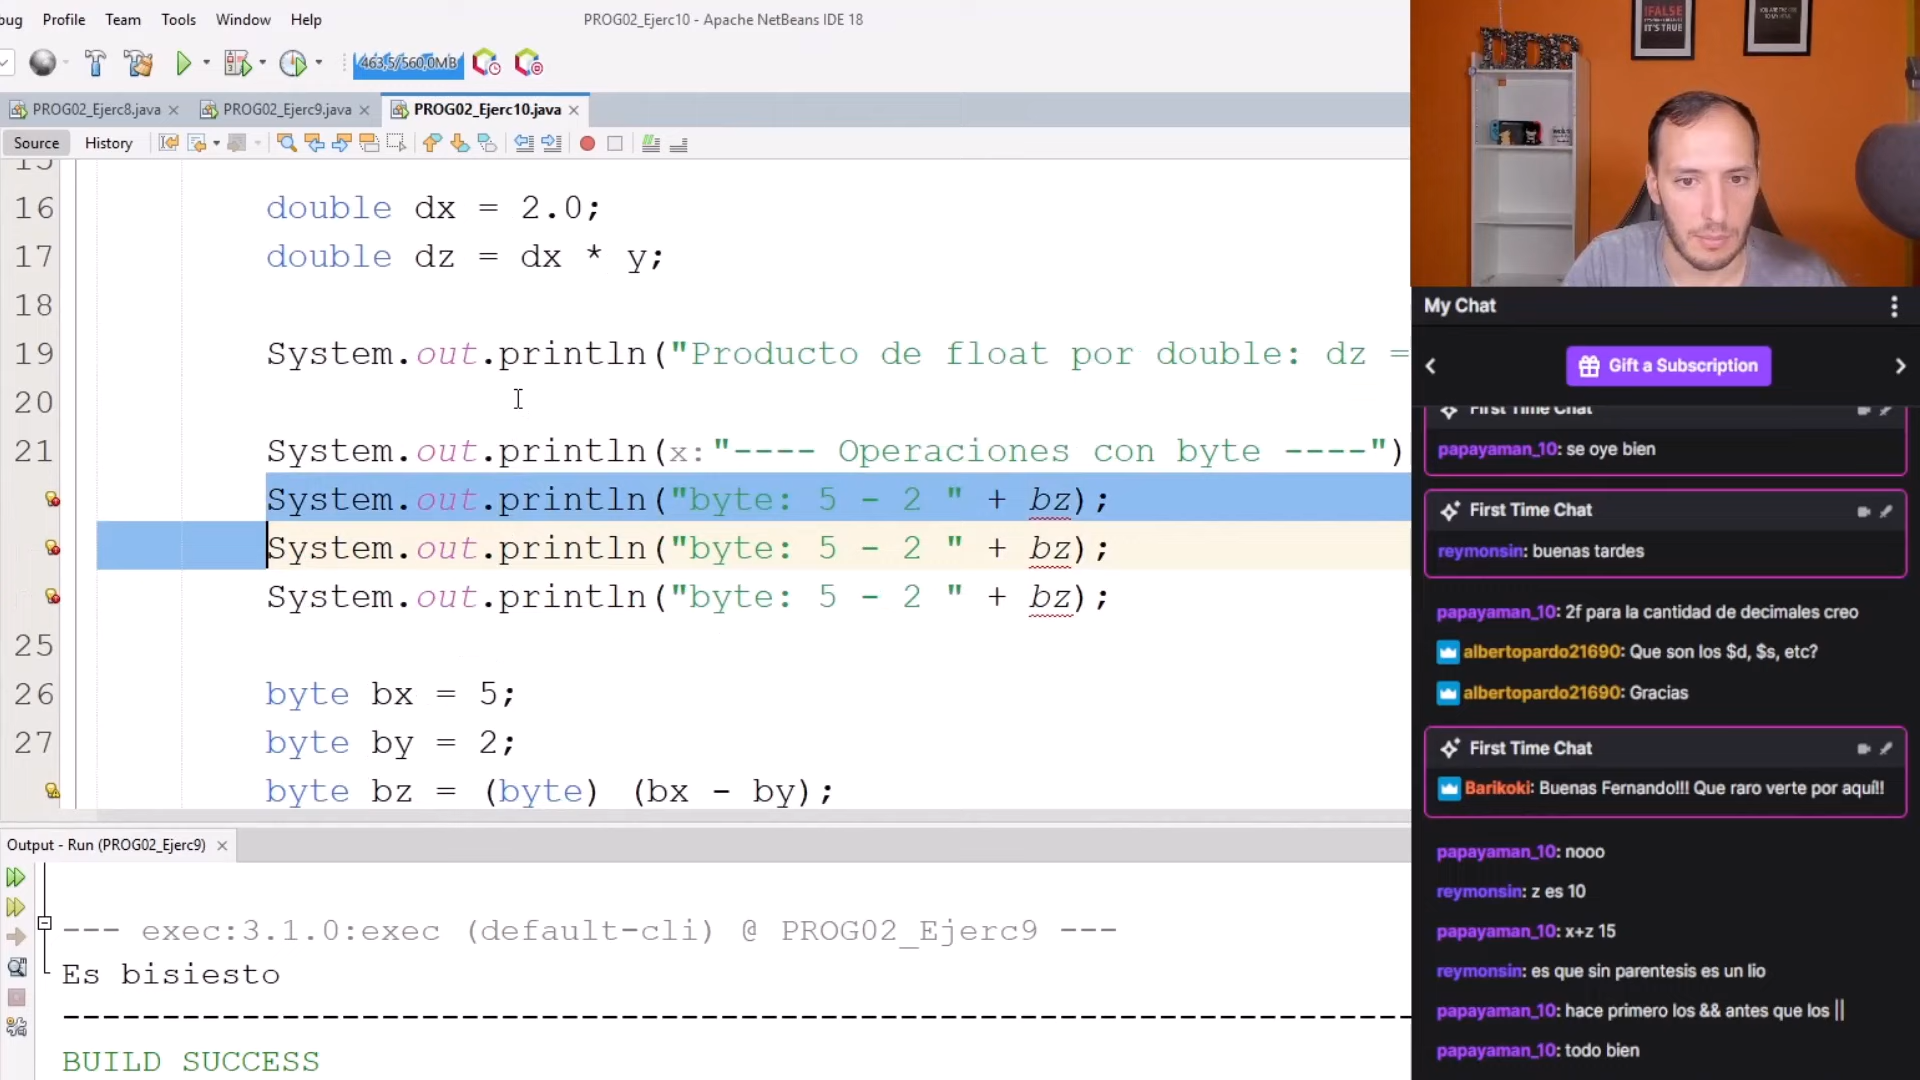 bug Profile Team Tools Window Help
PROG02_Ejerc10 - Apache NetBeans IDE 18
463,5/560,0MB
PROG02_Ejerc8.java
PROG02_Ejerc9.java
PROG02_Ejerc10.java
Source History
15
16 double dx = 2.0;
17 double dz = dx * y;
18
19 System.out.println("Producto de float por double: dz =
20
21 System.out.println(x:"---- Operaciones con byte ----")
System.out.println("byte: 5 - 2 " + bz);
System.out.println("byte: 5 - 2 " + bz);
System.out.println("byte: 5 - 2 " + bz);
25
26 byte bx = 5;
27 byte by = 2;
byte bz = (byte) (bx - by);
Output - Run (PROG02_Ejerc9)
--- exec:3.1.0:exec (default-cli) @ PROG02_Ejerc9 ---
Es bisiesto
------------------------------------------------------------------------
BUILD SUCCESS
!FALSE
IT'S TRUE
My Chat
Gift a Subscription
First Time Chat
papayaman_10: se oye bien
First Time Chat
reymonsin: buenas tardes
papayaman_10: 2f para la cantidad de decimales creo
albertopardo21690: Que son los $d, $s, etc?
albertopardo21690: Gracias
First Time Chat
Barikoki: Buenas Fernando!!! Que raro verte por aquí!!
papayaman_10: nooo
reymonsin: z es 10
papayaman_10: x+z 15
reymonsin: es que sin parentesis es un lio
papayaman_10: hace primero los && antes que los ||
papayaman_10: todo bien